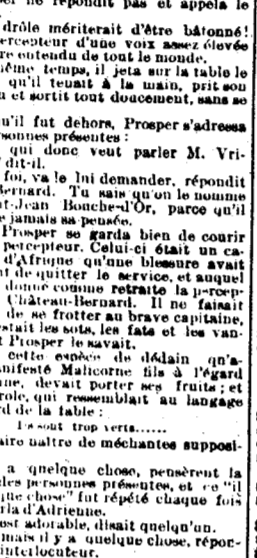 ne répondit pas et appela le
drôle mériterait d'être bâtonné!
percepteur d'une voix assez élevée
re entendu de tout le monde.
même temps, il jeta sur la table le
qu'il tenait à la main, prit son
u et sortit tout doucement, sans se
u'il fut dehors, Prosper s'adressa
sonnes présentes :
qui donc veut parler M. Vri-
dit-il.
foi, va le lui demander, répondit
Bernard. Tu sais qu'on le nomme
t-Jean Bouche-d'Or, parce qu'il
e jamais sa pensée.
Prosper se garda bien de courir
percepteur. Celui-ci était un ca-
d'Afrique qu'une blessure avait
t de quitter le service, et auquel
donné comme retraite la percep-
Château-Bernard. Il ne faisait
de se frotter au brave capitaine,
estait les sots, les fats et les van-
t Prosper le savait.
cette espèce de dédain qu'a-
nifesté Malicorne fils à l'égard
nne, devait porter ses fruits ; et
role, qui ressemblait au langage
rd de la fable :
Ils sont trop verts......
aire naître de méchantes supposi-
a quelque chose, pensèrent la
des personnes présentes, et ce "il
que chose" fut répété chaque fois
rla d'Adrienne.
est adorable, disait quelqu'un.
mais il y a quelque chose, répon-
interlocuteur.